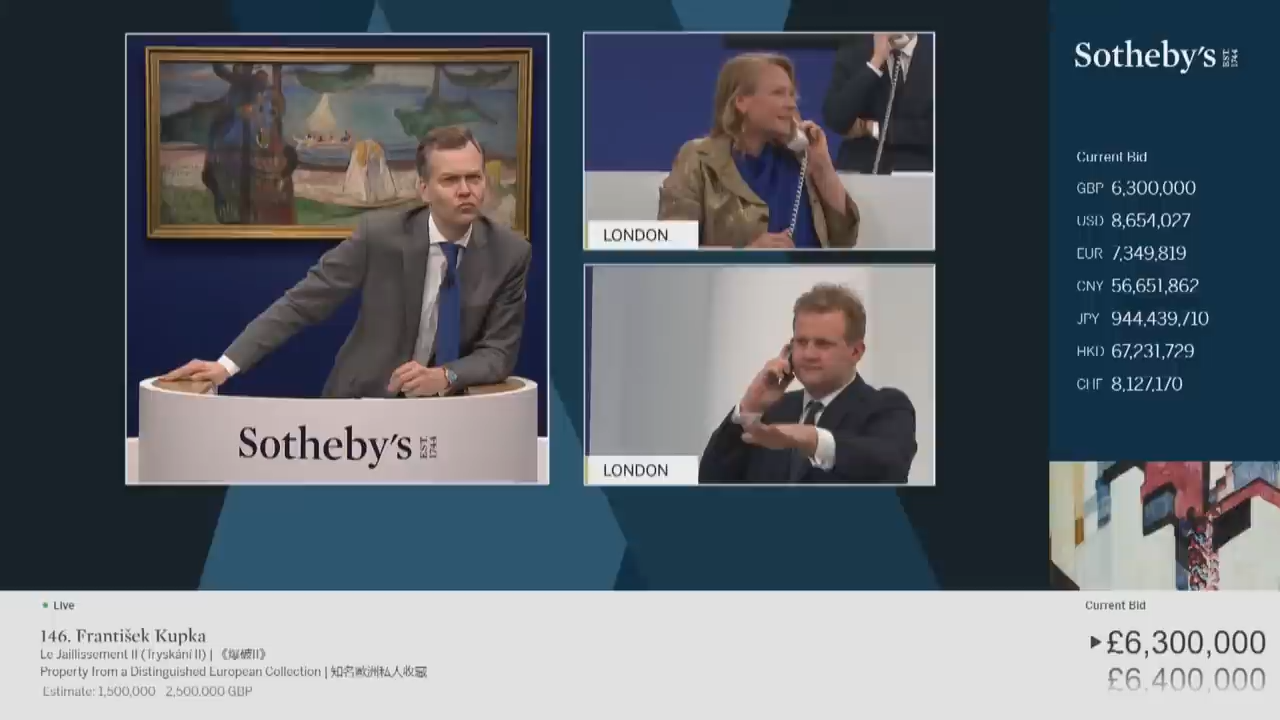 Sotheby's EST. 1744
Current Bid
GBP 6,300,000
USD 8,654,027
EUR 7,349,819
CNY 56,651,862
JPY 944,439,710
HKD 67,231,729
CHF 8,127,170
LONDON
Sotheby's EST. 1744
LONDON
Live
146. František Kupka
Le Jaillissement II (Tryskání II) | 《爆破II》
Property from a Distinguished European Collection | 知名歐洲私人收藏
Estimate: 1,500,000 2,500,000 GBP
Current Bid
£6,300,000
£6,400,000